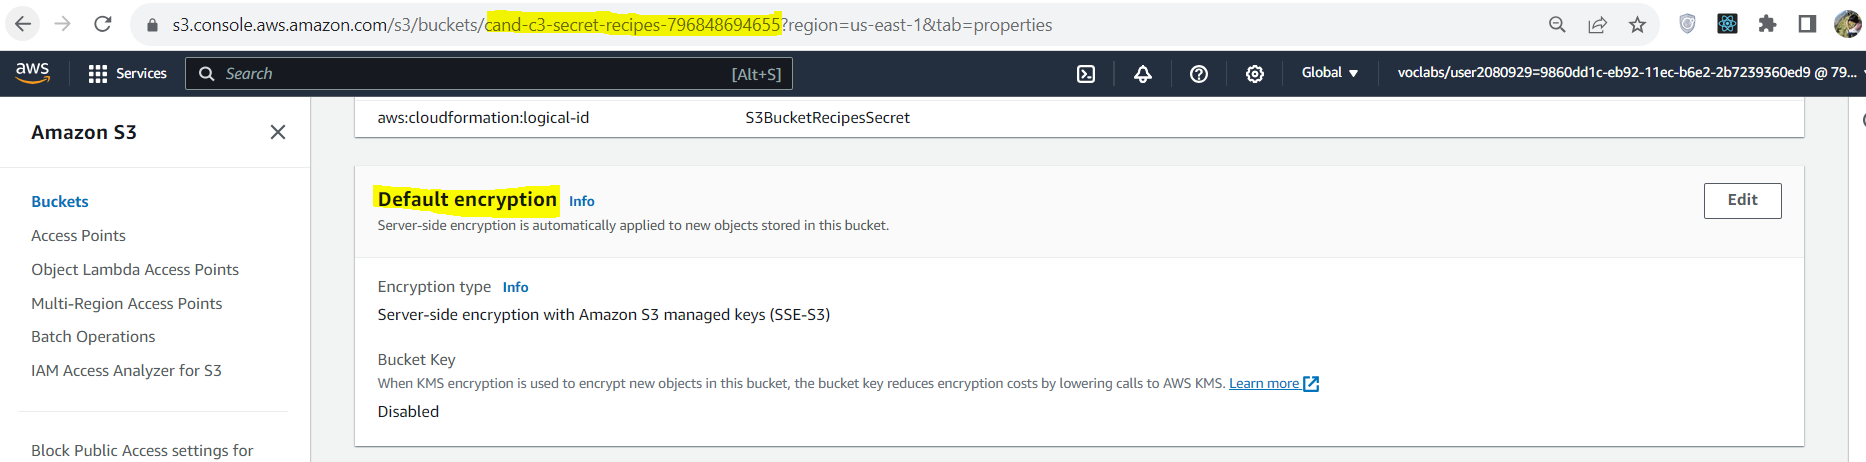 s3.console.aws.amazon.com/s3/buckets/cand-c3-secret-recipes-796848694655?region=us-east-1&tab=properties
aws Services Search [Alt+S] Global voclabs/user2080929=9860dd1c-eb92-11ec-b6e2-2b7239360ed9 @ 79...
Amazon S3
Buckets
Access Points
Object Lambda Access Points
Multi-Region Access Points
Batch Operations
IAM Access Analyzer for S3
Block Public Access settings for
aws:cloudformation:logical-id S3BucketRecipesSecret
Default encryption Info
Edit
Server-side encryption is automatically applied to new objects stored in this bucket.
Encryption type Info
Server-side encryption with Amazon S3 managed keys (SSE-S3)
Bucket Key
When KMS encryption is used to encrypt new objects in this bucket, the bucket key reduces encryption costs by lowering calls to AWS KMS. Learn more
Disabled